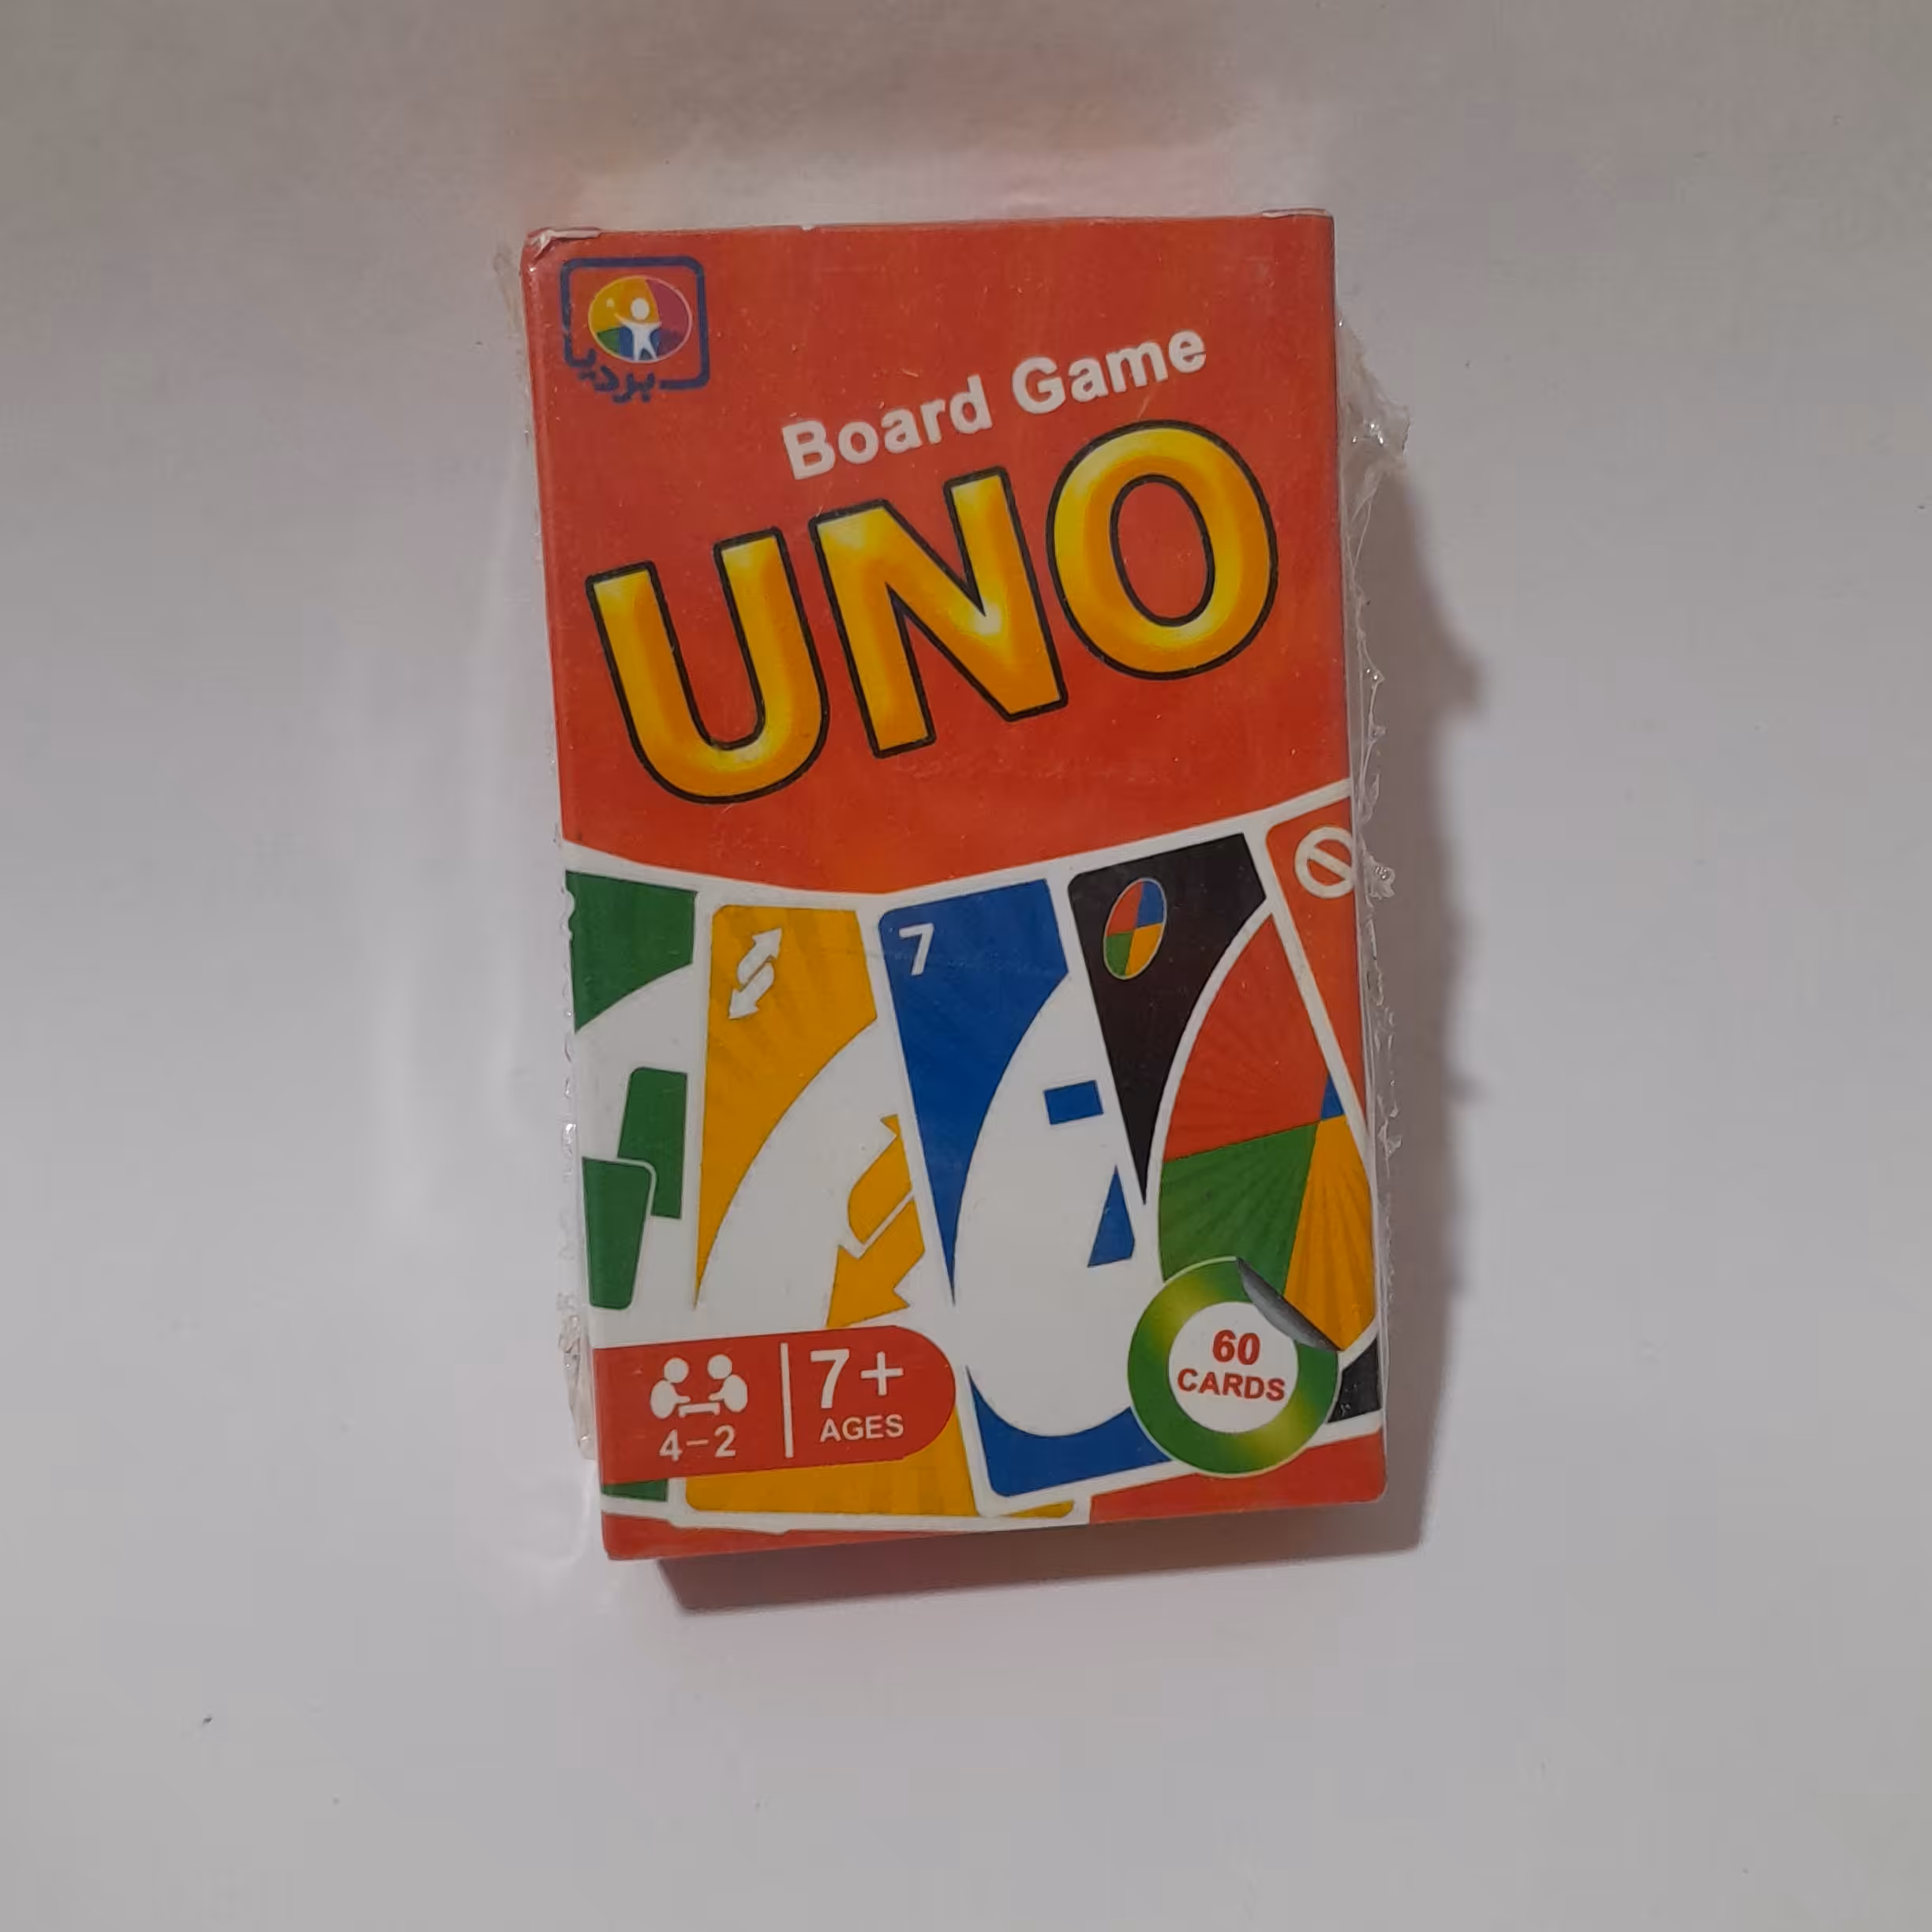 بردیا
Board Game
UNO
7
4-2
7+
AGES
60
CARDS